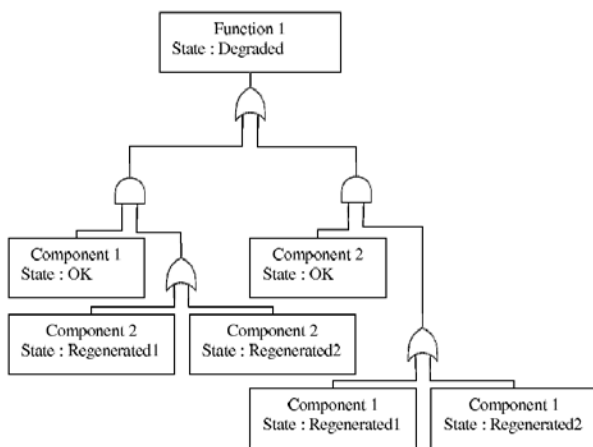 Function 1
State : Degraded
Component 1
State : OK
Component 2
State : OK
Component 2
State : Regenerated1
Component 2
State : Regenerated2
Component 1
State : Regenerated1
Component 1
State : Regenerated2